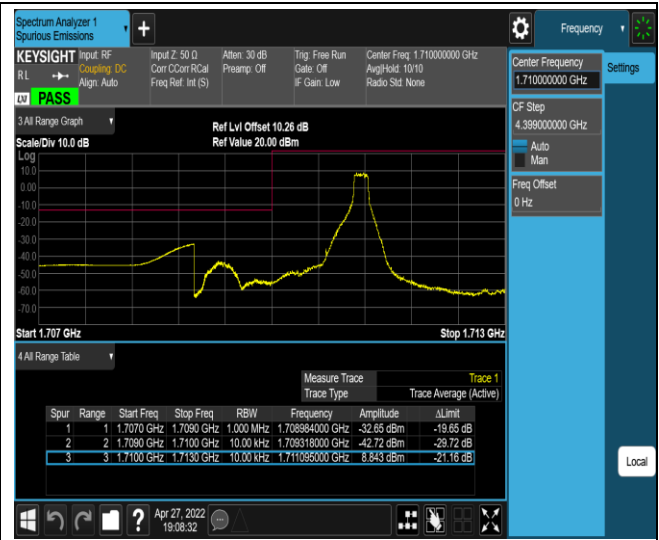 Spectrum Analyzer 1
Spurious Emissions
Frequency
KEYSIGHT Input: RF Input Z: 50 Ω Atten: 30 dB Trig: Free Run Center Freq: 1.710000000 GHz
RL Coupling: DC Corr CCorr RCal Preamp: Off Gate: Off Avg|Hold: 10/10
Align: Auto Freq Ref: Int (S) IF Gain: Low Radio Std: None
LXI PASS
Center Frequency
1.710000000 GHz
Settings
CF Step
4.399000000 GHz
Auto
Man
Freq Offset
0 Hz
3 All Range Graph
Ref Lvl Offset 10.26 dB
Scale/Div 10.0 dB Ref Value 20.00 dBm
Log
10.0
0.00
-10.0
-20.0
-30.0
-40.0
-50.0
-60.0
-70.0
Start 1.707 GHz Stop 1.713 GHz
4 All Range Table
Measure Trace Trace 1
Trace Type Trace Average (Active)
Spur Range Start Freq Stop Freq RBW Frequency Amplitude ΔLimit
1 1 1.7070 GHz 1.7090 GHz 1.000 MHz 1.708984000 GHz -32.65 dBm -19.65 dB
2 2 1.7090 GHz 1.7100 GHz 10.00 kHz 1.709318000 GHz -42.72 dBm -29.72 dB
3 3 1.7100 GHz 1.7130 GHz 10.00 kHz 1.711095000 GHz 8.843 dBm -21.16 dB
Local
Apr 27, 2022
19:08:32